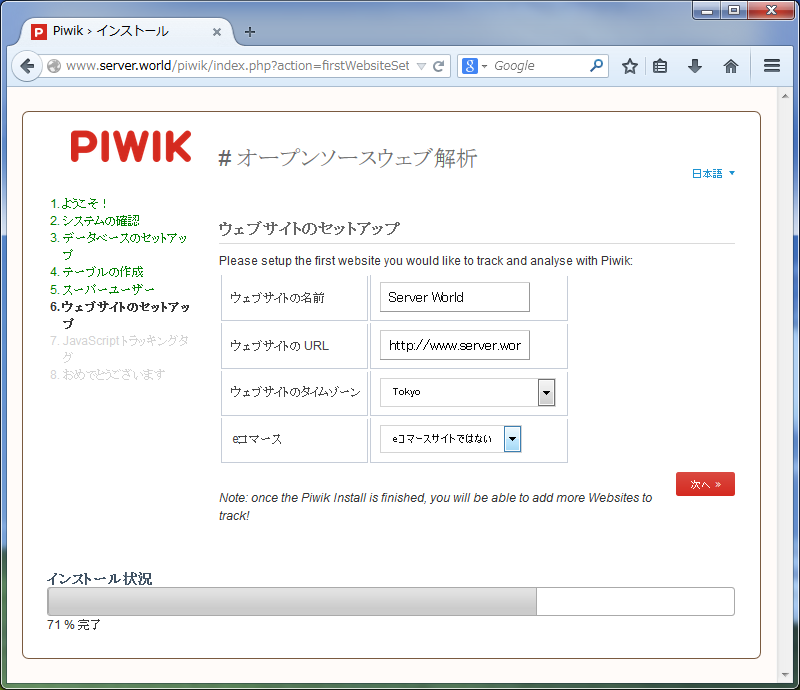 Piwik › インストール
www.server.world/piwik/index.php?action=firstWebsiteSet
Google
PIWIK
# オープンソースウェブ解析
日本語
1. ようこそ！
2. システムの確認
3. データベースのセットアッ
プ
4. テーブルの作成
5. スーパーユーザー
6. ウェブサイトのセットアッ
プ
7. JavaScriptトラッキングタ
グ
8. おめでとうございます
ウェブサイトのセットアップ
Please setup the first website you would like to track and analyse with Piwik:
ウェブサイトの名前
Server World
ウェブサイトの URL
http://www.server.wor
ウェブサイトのタイムゾーン
Tokyo
eコマース
eコマースサイトではない
次へ »
Note: once the Piwik Install is finished, you will be able to add more Websites to
track!
インストール状況
71 % 完了